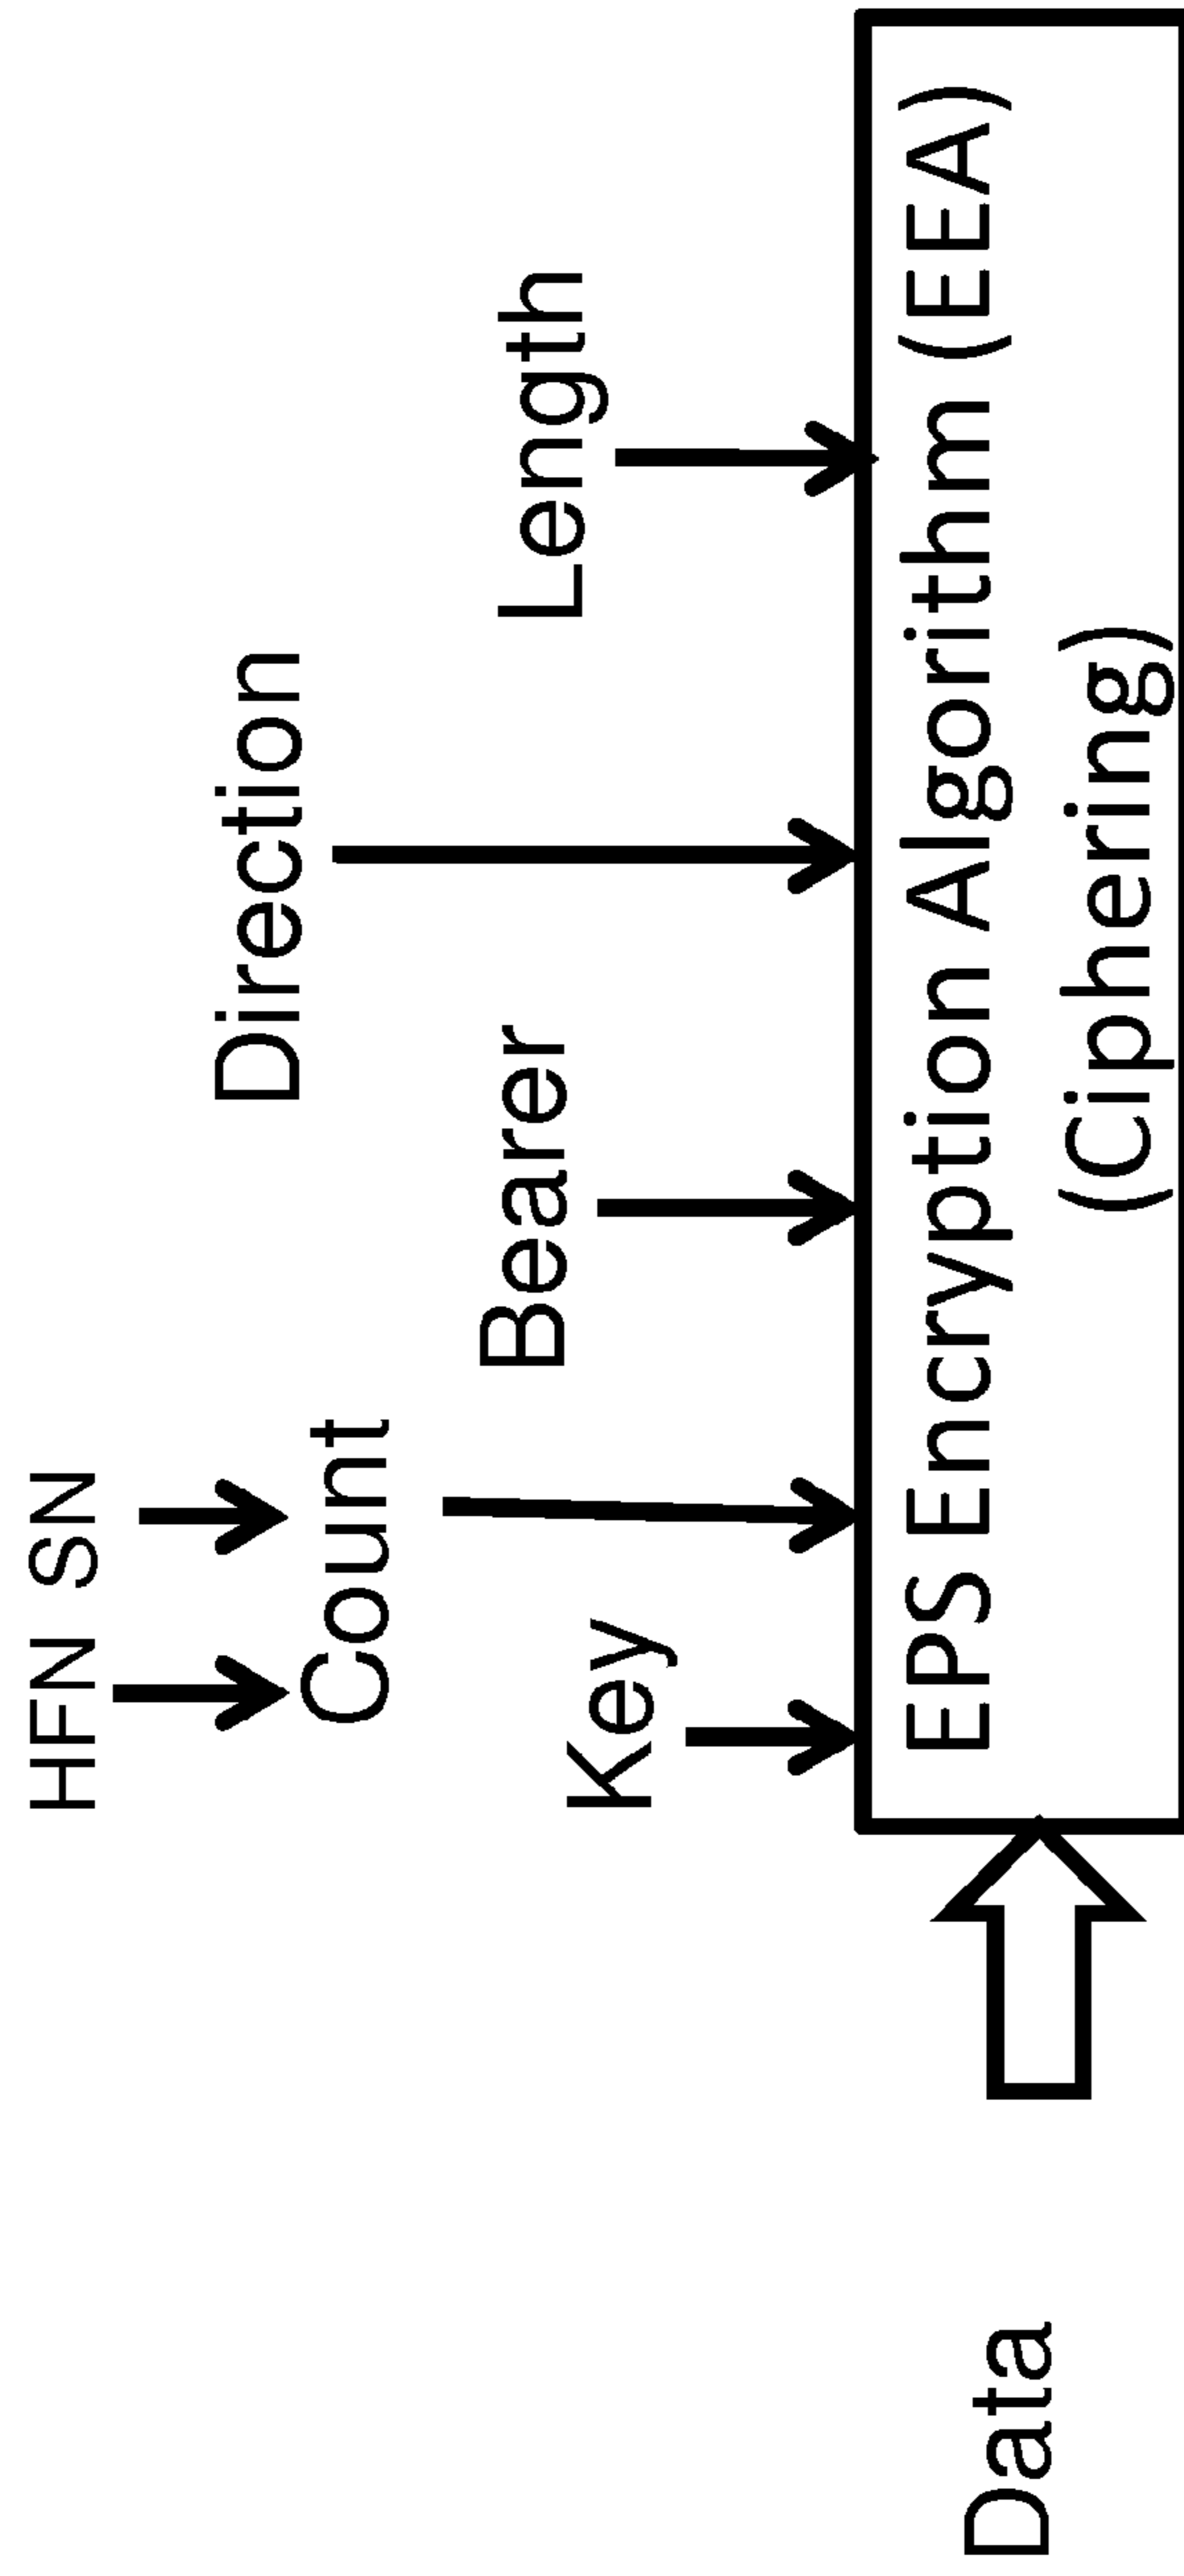 HFN SN
Count
Direction
Bearer
Length
Key
EPS Encryption Algorithm (EEA)
(Ciphering)
Data